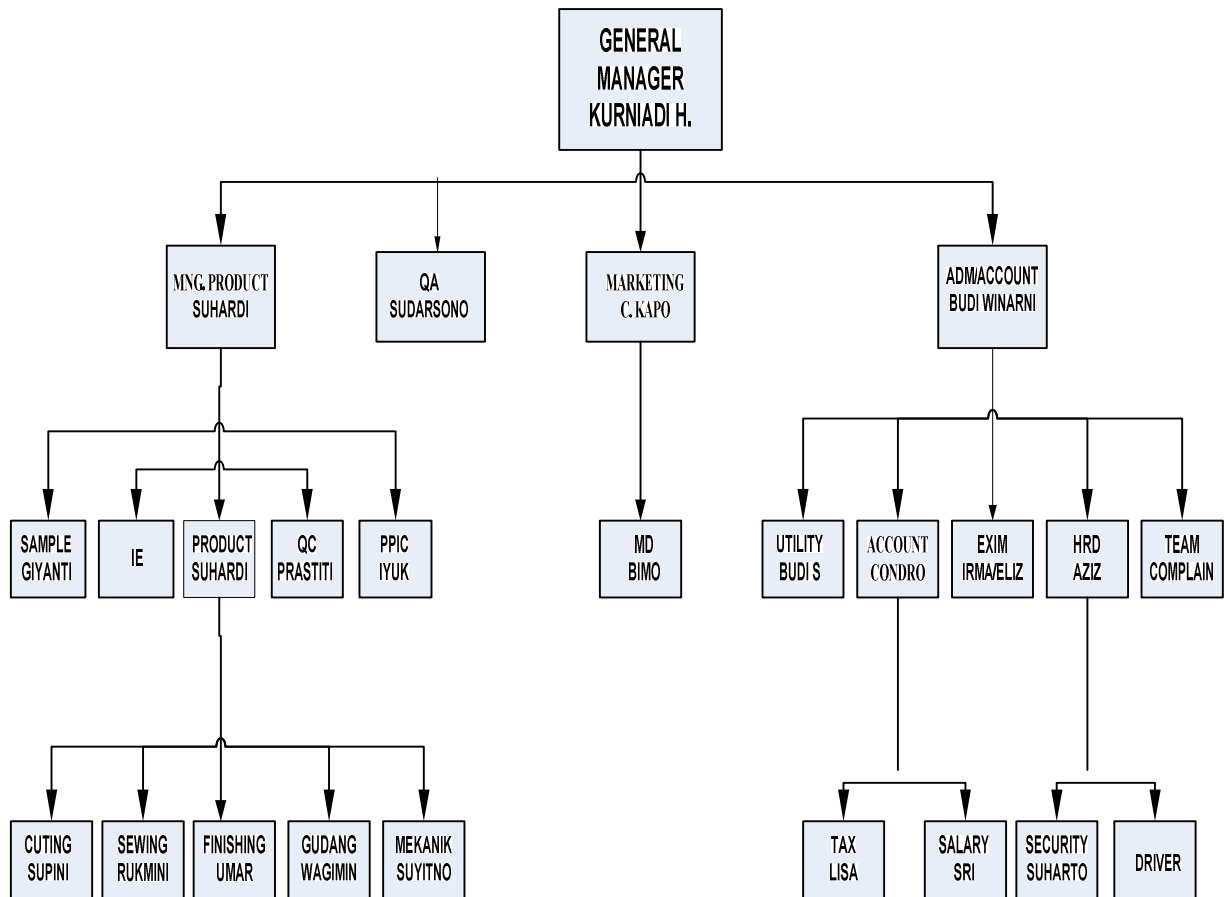 GENERAL
MANAGER
KURNIADI H.
MNG. PRODUCT
SUHARDI
QA
SUDARSONO
MARKETING
C. KAPO
ADM/ACCOUNT
BUDI WINARNI
SAMPLE
GIYANTI
IE
PRODUCT
SUHARDI
QC
PRASTITI
PPIC
IYUK
MD
BIMO
UTILITY
BUDI S
ACCOUNT
CONDRO
EXIM
IRMA/ELIZ
HRD
AZIZ
TEAM
COMPLAIN
CUTING
SUPINI
SEWING
RUKMINI
FINISHING
UMAR
GUDANG
WAGIMIN
MEKANIK
SUYITNO
TAX
LISA
SALARY
SRI
SECURITY
SUHARTO
DRIVER